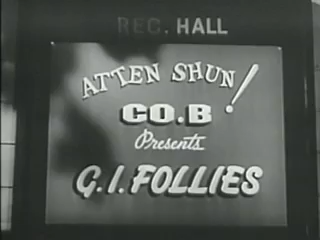 REC. HALL
ATTEN SHUN!
CO. B
Presents
G. I. FOLLIES